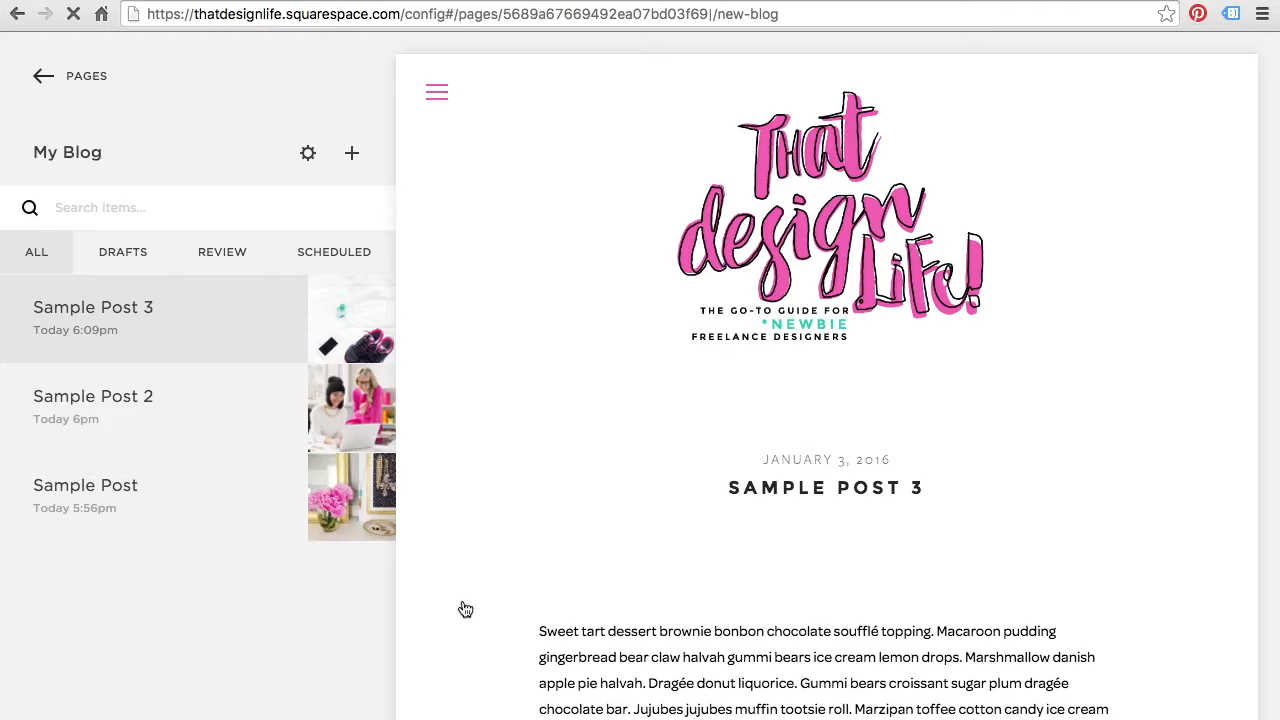 https://thatdesignlife.squarespace.com/config#/pages/5689a67669492ea07bd03f69|/new-blog
PAGES
My Blog
Search items...
ALL DRAFTS REVIEW SCHEDULED
Sample Post 3
Today 6:09pm
Sample Post 2
Today 6pm
Sample Post
Today 5:56pm
THat
design
LiFe!
THE GO-TO GUIDE FOR
*NEWBIE
FREELANCE DESIGNERS
JANUARY 3, 2016
SAMPLE POST 3
Sweet tart dessert brownie bonbon chocolate soufflé topping. Macaroon pudding
gingerbread bear claw halvah gummi bears ice cream lemon drops. Marshmallow danish
apple pie halvah. Dragée donut liquorice. Gummi bears croissant sugar plum dragée
chocolate bar. Jujubes jujubes muffin tootsie roll. Marzipan toffee cotton candy ice cream